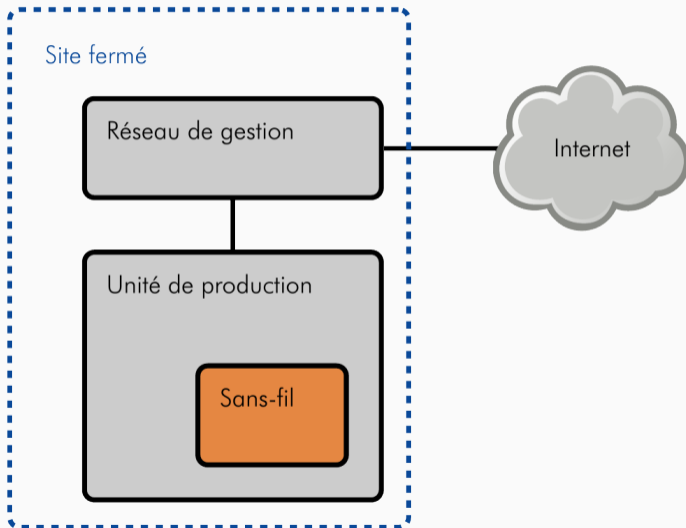 Site fermé
Réseau de gestion
Internet
Unité de production
Sans-fil